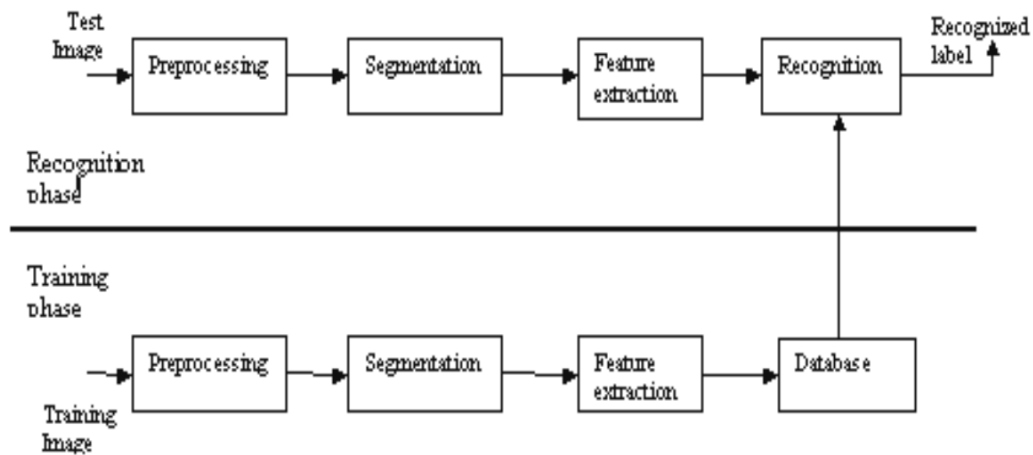 Test
Image
Preprocessing
Segmentation
Feature
extraction
Recognition
Recognized
label
Recognition
phase
Training
phase
Preprocessing
Segmentation
Feature
extraction
Database
Training
Image